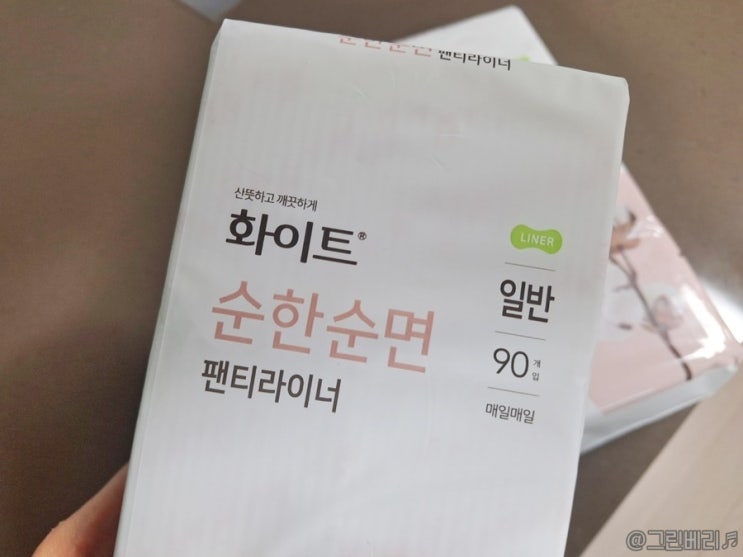 순한순면 팬티라이너
산뜻하고 깨끗하게
화이트®
순한순면
팬티라이너
LINER
일반
90개입
매일매일
@그린베리♬